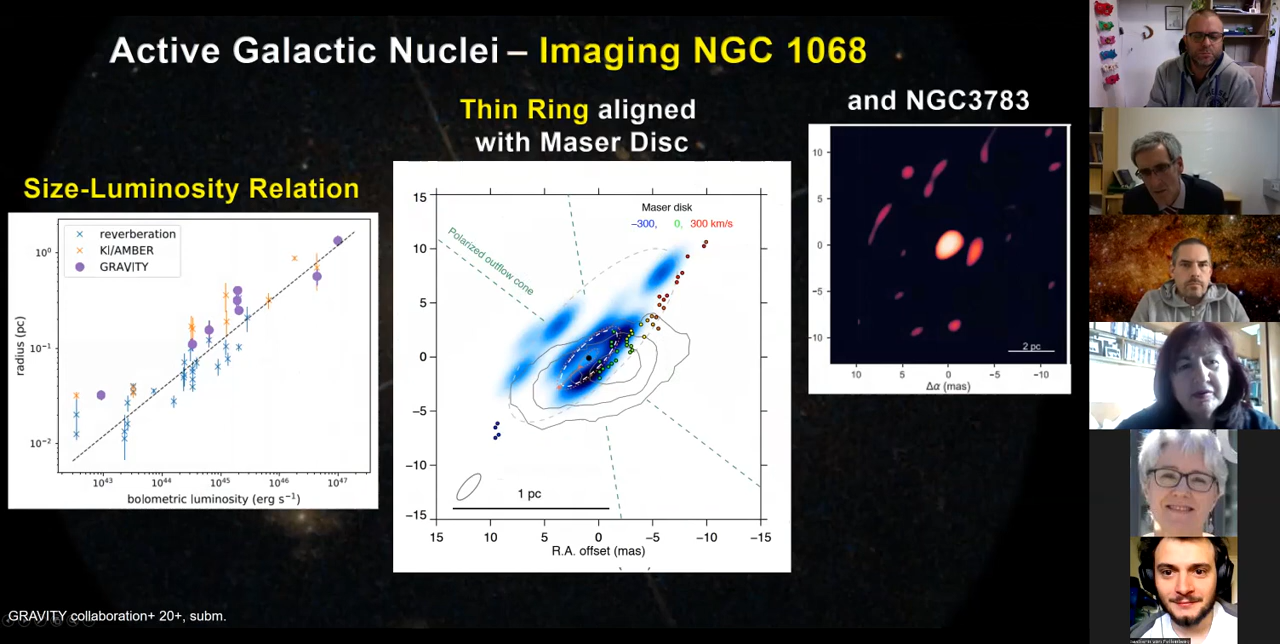 Active Galactic Nuclei – Imaging NGC 1068
Size-Luminosity Relation
reverberation
KI/AMBER
GRAVITY
10⁰
10⁻¹
10⁻²
radius (pc)
10⁴³ 10⁴⁴ 10⁴⁵ 10⁴⁶ 10⁴⁷
bolometric luminosity (erg s⁻¹)
Thin Ring aligned
with Maser Disc
Maser disk
−300, 0, 300 km/s
Polarized outflow cone
15
10
5
0
−5
−10
−15
1 pc
15 10 5 0 −5 −10 −15
R.A. offset (mas)
and NGC3783
10
5
0
−5
−10
2 pc
10 5 0 −5 −10
Δα (mas)
GRAVITY collaboration+ 20+, subm.